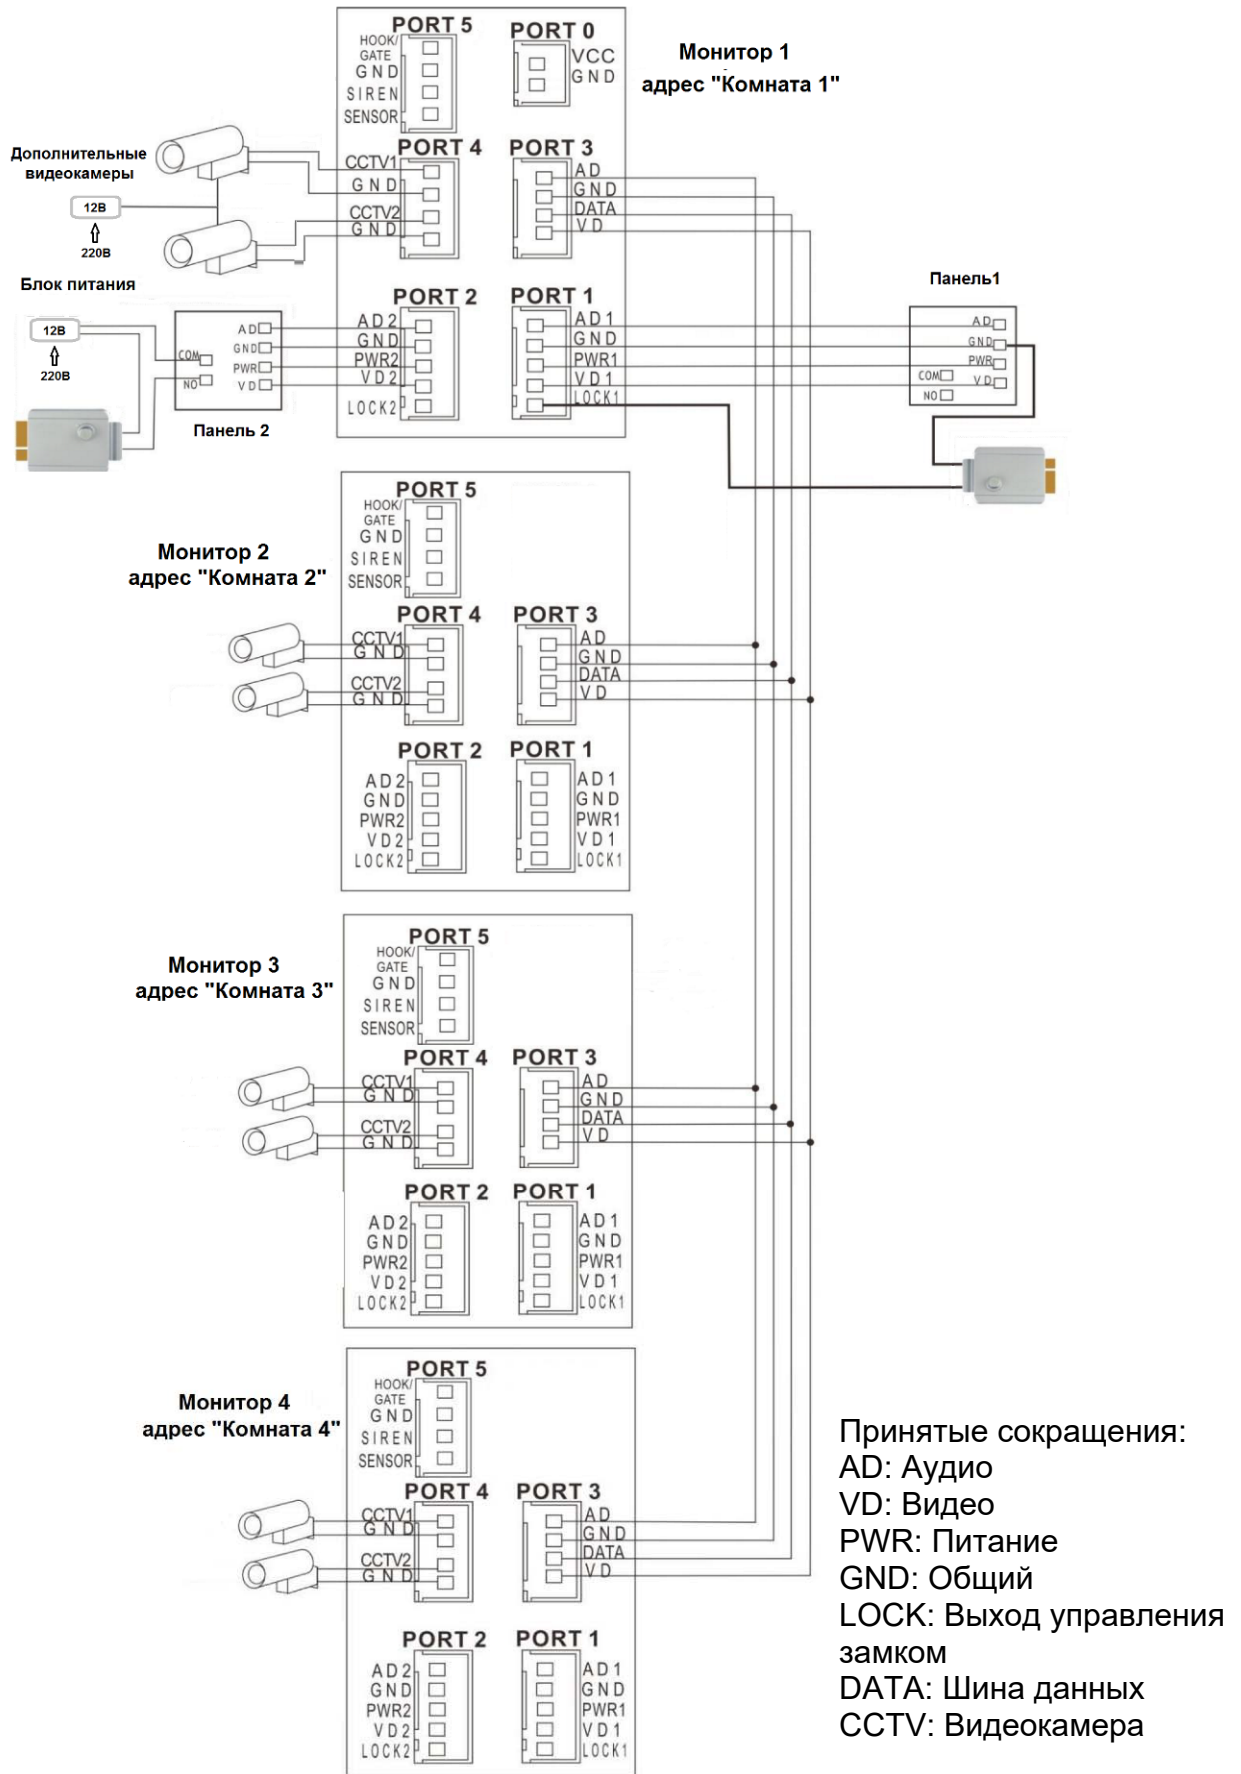 PORT 5
HOOK/
GATE
GND
SIREN
SENSOR
PORT 0
VCC
GND
Монитор 1
адрес "Комната 1"
Дополнительные
видеокамеры
12В
220В
PORT 4
CCTV1
GND
CCTV2
GND
PORT 3
AD
GND
DATA
VD
Блок питания
12В
220В
COM
NO
AD
GND
PWR
VD
Панель 2
PORT 2
AD2
GND
PWR2
VD2
LOCK2
PORT 1
AD1
GND
PWR1
VD1
LOCK1
Панель1
AD
GND
PWR
VD
COM
NO
Монитор 2
адрес "Комната 2"
PORT 5
HOOK/
GATE
GND
SIREN
SENSOR
PORT 4
CCTV1
GND
CCTV2
GND
PORT 3
AD
GND
DATA
VD
PORT 2
AD2
GND
PWR2
VD2
LOCK2
PORT 1
AD1
GND
PWR1
VD1
LOCK1
Монитор 3
адрес "Комната 3"
PORT 5
HOOK/
GATE
GND
SIREN
SENSOR
PORT 4
CCTV1
GND
CCTV2
GND
PORT 3
AD
GND
DATA
VD
PORT 2
AD2
GND
PWR2
VD2
LOCK2
PORT 1
AD1
GND
PWR1
VD1
LOCK1
Монитор 4
адрес "Комната 4"
PORT 5
HOOK/
GATE
GND
SIREN
SENSOR
PORT 4
CCTV1
GND
CCTV2
GND
PORT 3
AD
GND
DATA
VD
PORT 2
AD2
GND
PWR2
VD2
LOCK2
PORT 1
AD1
GND
PWR1
VD1
LOCK1
Принятые сокращения:
AD: Аудио
VD: Видео
PWR: Питание
GND: Общий
LOCK: Выход управления
замком
DATA: Шина данных
CCTV: Видеокамера